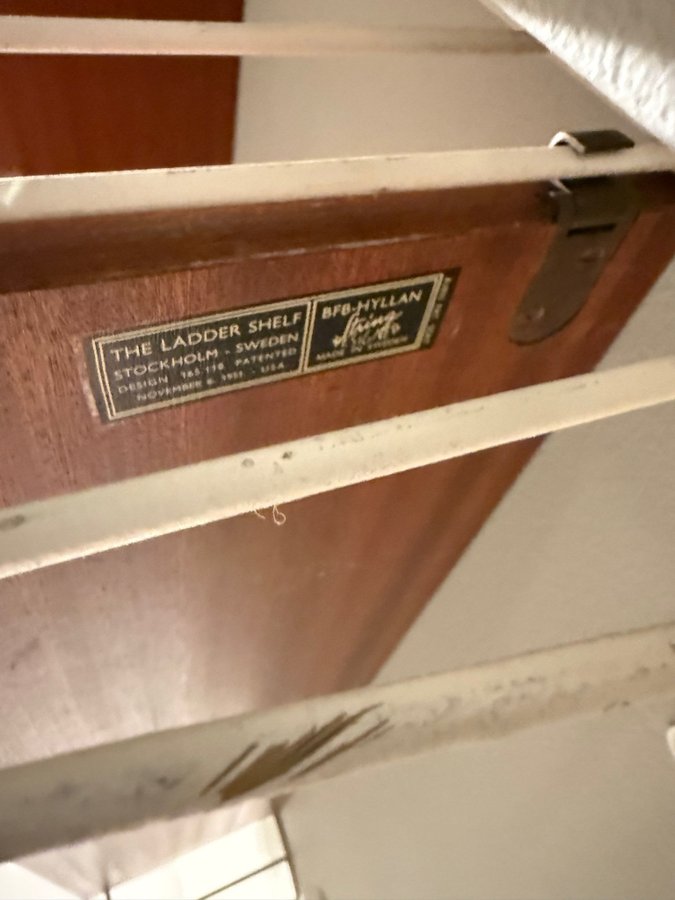 THE LADDER SHELF
STOCKHOLM - SWEDEN
DESIGN 165.118 PATENTED
NOVEMBER 6, 1951 - USA
BFB-HYLLAN
String
MADE IN SWEDEN